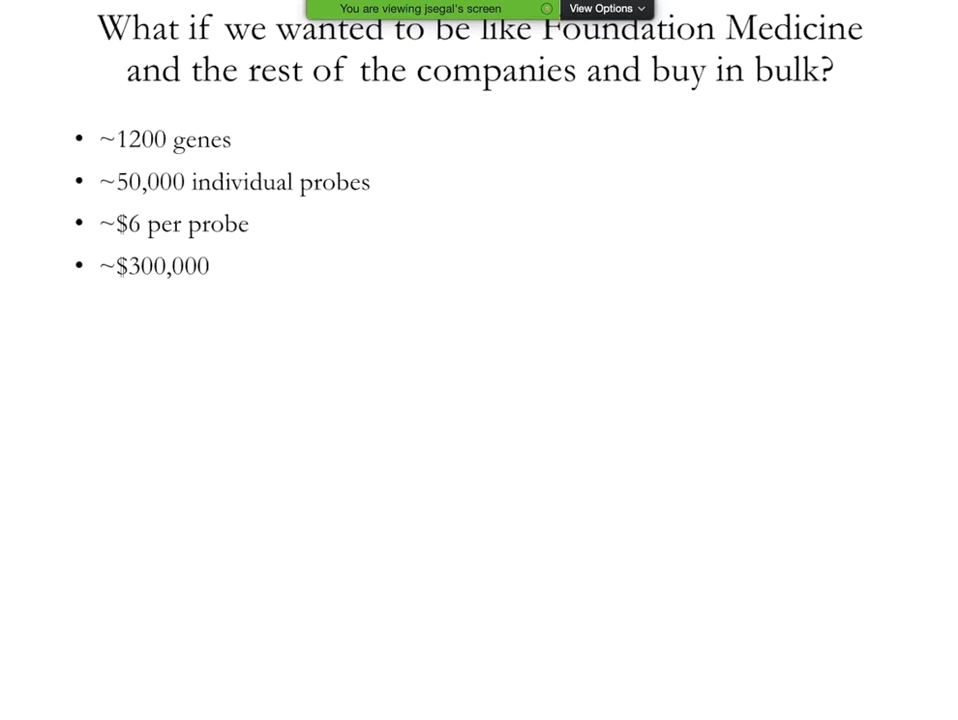 You are viewing jsegal's screen
View Options
What if we wanted to be like Foundation Medicine
and the rest of the companies and buy in bulk?
• ~1200 genes
• ~50,000 individual probes
• ~$6 per probe
• ~$300,000